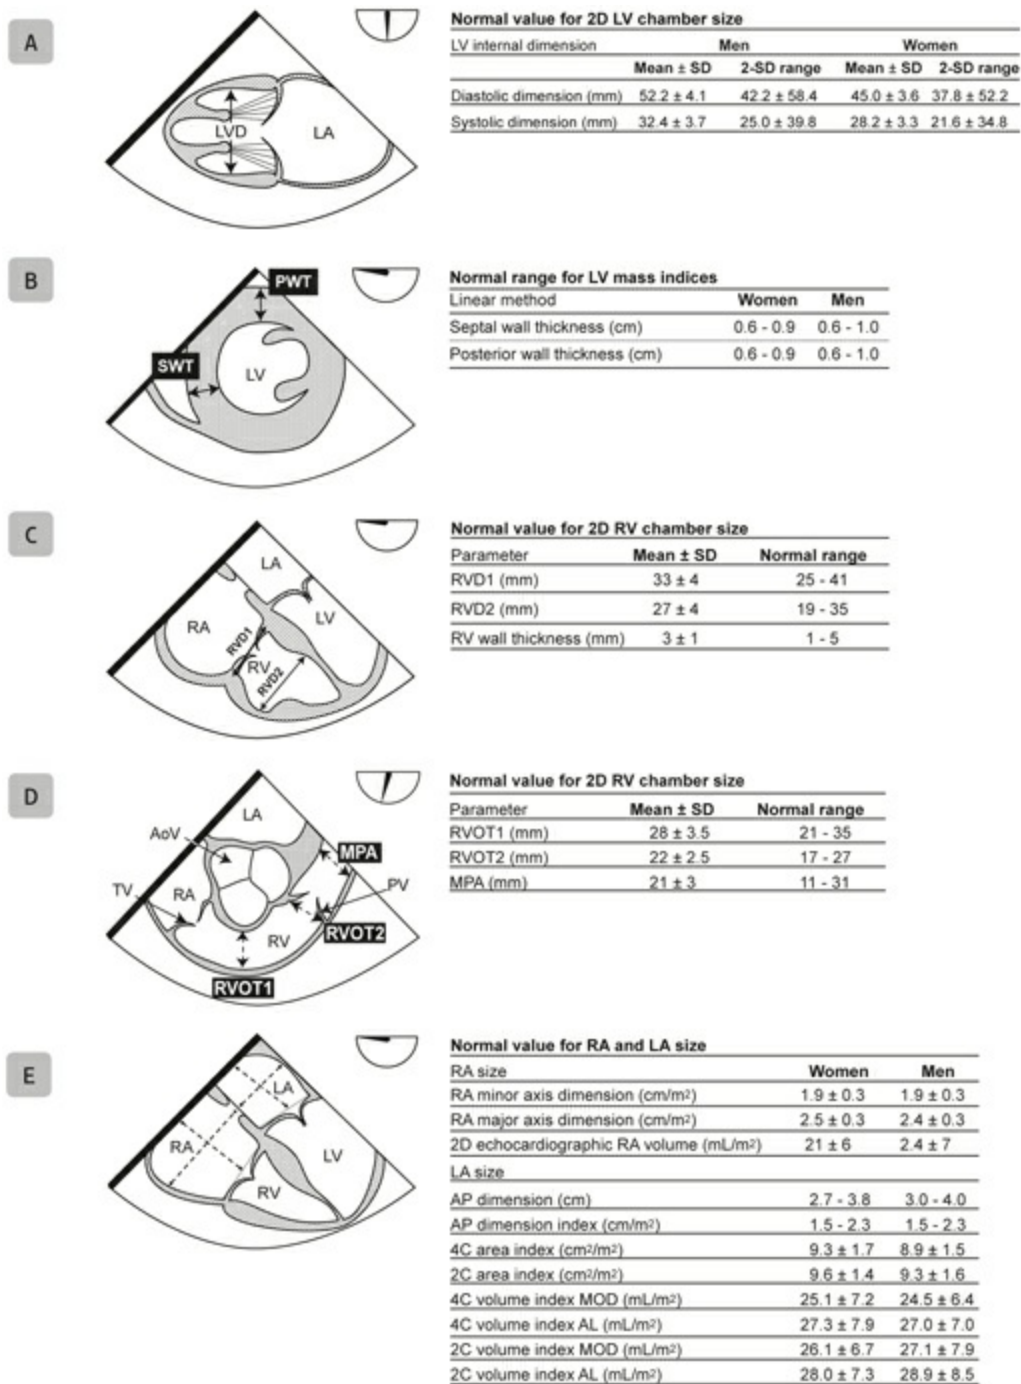 A
LVD
LA
Normal value for 2D LV chamber size
LV internal dimension Men Women
Mean ± SD 2-SD range Mean ± SD 2-SD range
Diastolic dimension (mm) 52.2 ± 4.1 42.2 ± 58.4 45.0 ± 3.6 37.8 ± 52.2
Systolic dimension (mm) 32.4 ± 3.7 25.0 ± 39.8 28.2 ± 3.3 21.6 ± 34.8
B
PWT
SWT
LV
Normal range for LV mass indices
Linear method Women Men
Septal wall thickness (cm) 0.6 - 0.9 0.6 - 1.0
Posterior wall thickness (cm) 0.6 - 0.9 0.6 - 1.0
C
LA
LV
RA
RVD1
RV
RVD2
Normal value for 2D RV chamber size
Parameter Mean ± SD Normal range
RVD1 (mm) 33 ± 4 25 - 41
RVD2 (mm) 27 ± 4 19 - 35
RV wall thickness (mm) 3 ± 1 1 - 5
D
LA
AoV
MPA
TV
RA
PV
RV
RVOT2
RVOT1
Normal value for 2D RV chamber size
Parameter Mean ± SD Normal range
RVOT1 (mm) 28 ± 3.5 21 - 35
RVOT2 (mm) 22 ± 2.5 17 - 27
MPA (mm) 21 ± 3 11 - 31
E
LA
RA
LV
RV
Normal value for RA and LA size
RA size Women Men
RA minor axis dimension (cm/m²) 1.9 ± 0.3 1.9 ± 0.3
RA major axis dimension (cm/m²) 2.5 ± 0.3 2.4 ± 0.3
2D echocardiographic RA volume (mL/m²) 21 ± 6 2.4 ± 7
LA size
AP dimension (cm) 2.7 - 3.8 3.0 - 4.0
AP dimension index (cm/m²) 1.5 - 2.3 1.5 - 2.3
4C area index (cm²/m²) 9.3 ± 1.7 8.9 ± 1.5
2C area index (cm²/m²) 9.6 ± 1.4 9.3 ± 1.6
4C volume index MOD (mL/m²) 25.1 ± 7.2 24.5 ± 6.4
4C volume index AL (mL/m²) 27.3 ± 7.9 27.0 ± 7.0
2C volume index MOD (mL/m²) 26.1 ± 6.7 27.1 ± 7.9
2C volume index AL (mL/m²) 28.0 ± 7.3 28.9 ± 8.5